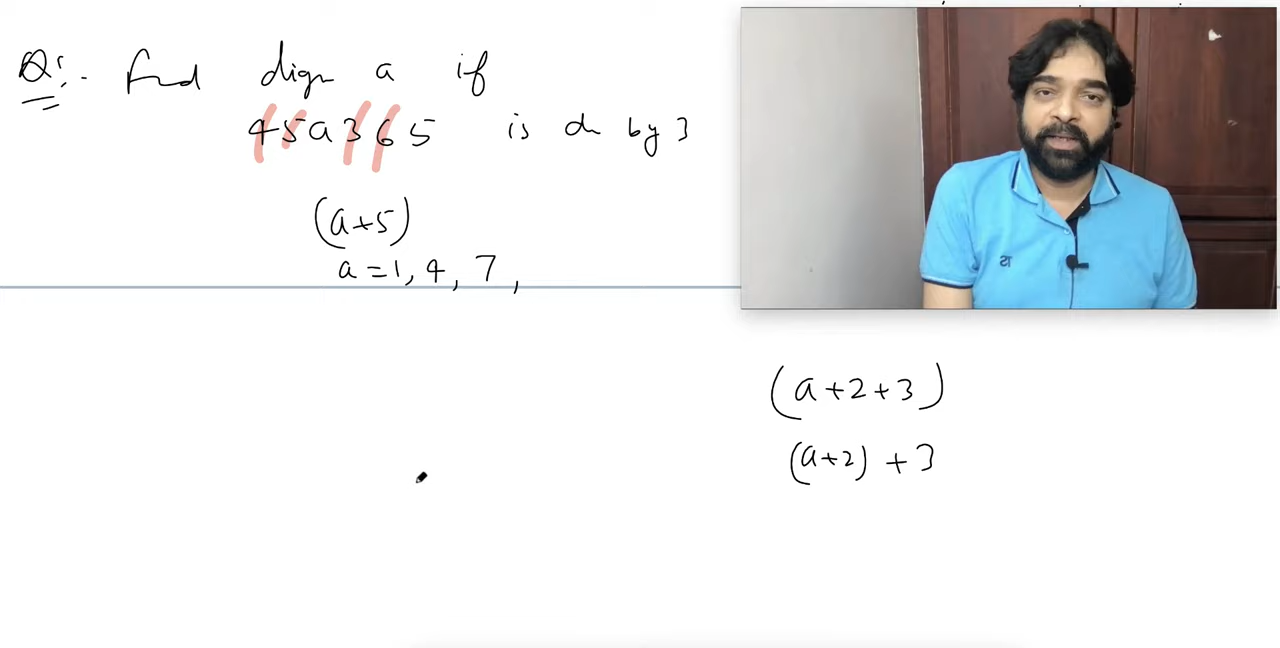 Q:- find digit a if
45a365 is div by 3
(a+5)
a = 1, 4, 7,
(a+2+3)
(a+2) + 3